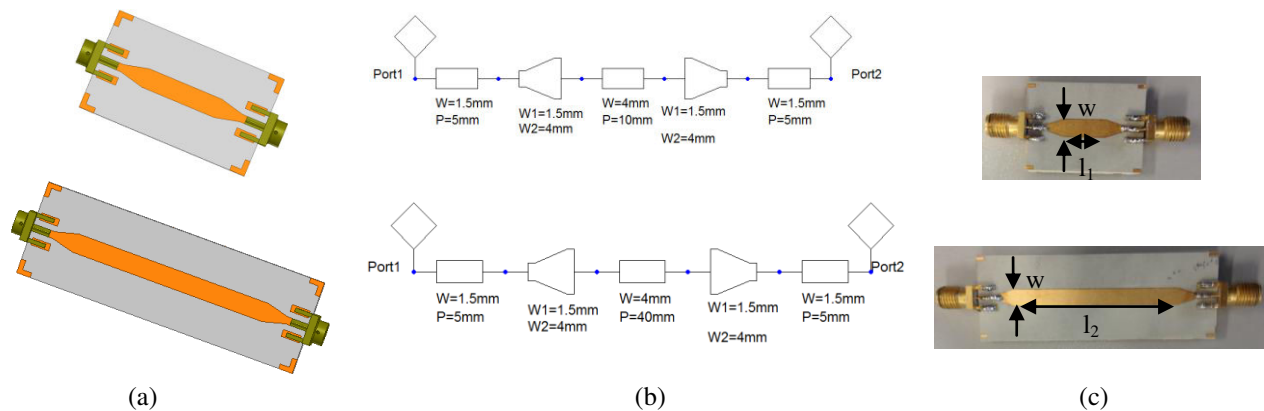 Port1
Port2
W=1.5mm
P=5mm
W1=1.5mm
W2=4mm
W=4mm
P=10mm
W1=1.5mm
W2=4mm
W=1.5mm
P=5mm
w
l1
Port1
Port2
W=1.5mm
P=5mm
W1=1.5mm
W2=4mm
W=4mm
P=40mm
W1=1.5mm
W2=4mm
W=1.5mm
P=5mm
w
l2
(a)
(b)
(c)